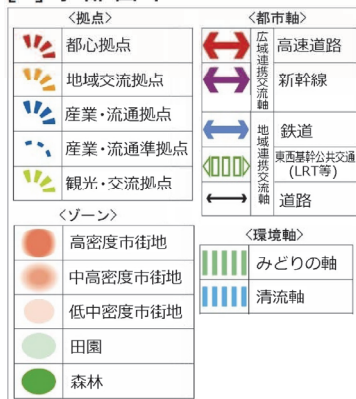 <拠点>
都心拠点
地域交流拠点
産業・流通拠点
産業・流通準拠点
観光・交流拠点
<ゾーン>
高密度市街地
中高密度市街地
低中密度市街地
田園
森林
<都市軸>
広域連携交流軸
高速道路
新幹線
地域連携交流軸
鉄道
東西基幹公共交通
(LRT等)
道路
<環境軸>
みどりの軸
清流軸